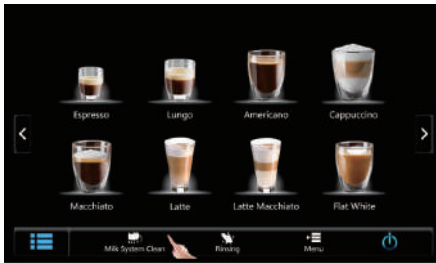 Espresso Lungo Americano Cappuccino
Macchiato Latte Latte Macchiato Flat White
Milk System Clean Rinsing Menu